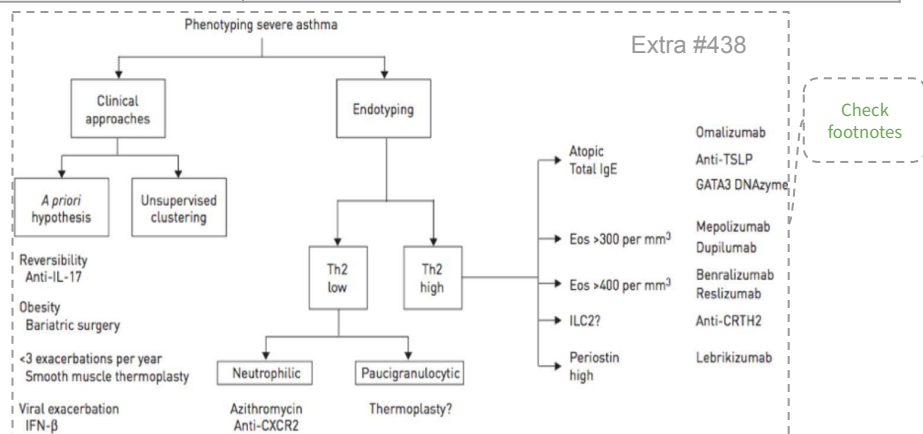 Phenotyping severe asthma
Extra #438
Check
footnotes
Clinical
approaches
Endotyping
A priori
hypothesis
Unsupervised
clustering
Reversibility
Anti-IL-17
Obesity
Bariatric surgery
<3 exacerbations per year
Smooth muscle thermoplasty
Viral exacerbation
IFN-β
Th2
low
Th2
high
Neutrophilic
Paucigranulocytic
Azithromycin
Anti-CXCR2
Thermoplasty?
Atopic
Total IgE
Omalizumab
Anti-TSLP
GATA3 DNAzyme
Eos >300 per mm³
Mepolizumab
Dupilumab
Eos >400 per mm³
Benralizumab
Reslizumab
ILC2?
Anti-CRTH2
Periostin
high
Lebrikizumab